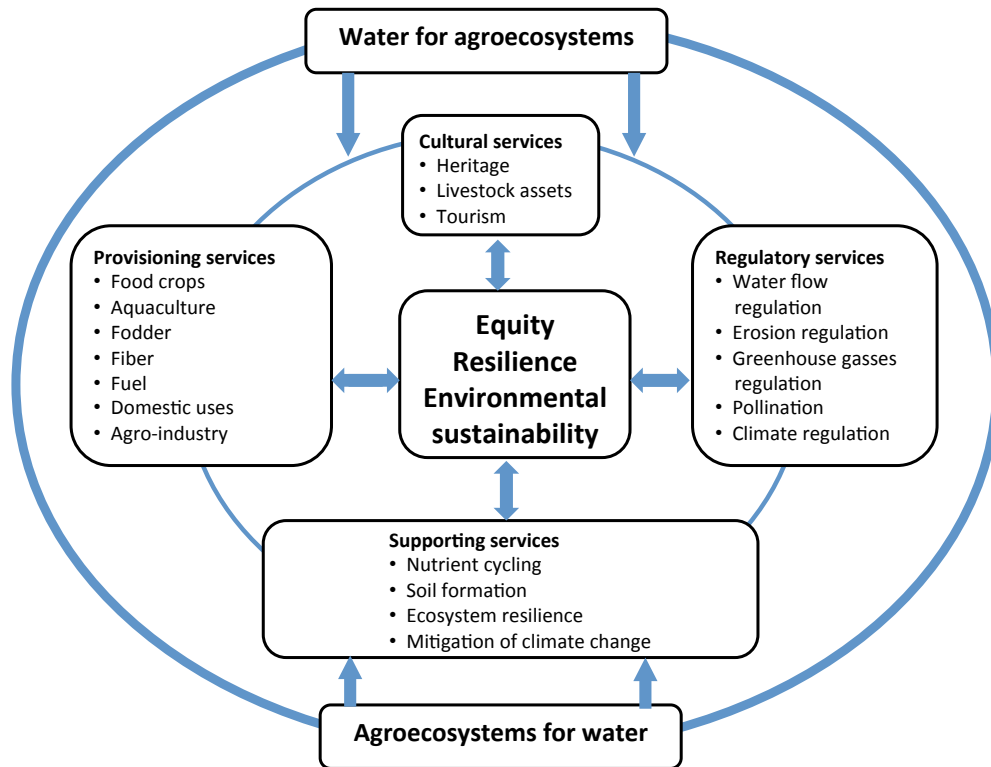 Water for agroecosystems
Cultural services
• Heritage
• Livestock assets
• Tourism
Provisioning services
• Food crops
• Aquaculture
• Fodder
• Fiber
• Fuel
• Domestic uses
• Agro-industry
Equity
Resilience
Environmental
sustainability
Regulatory services
• Water flow
regulation
• Erosion regulation
• Greenhouse gasses
regulation
• Pollination
• Climate regulation
Supporting services
• Nutrient cycling
• Soil formation
• Ecosystem resilience
• Mitigation of climate change
Agroecosystems for water